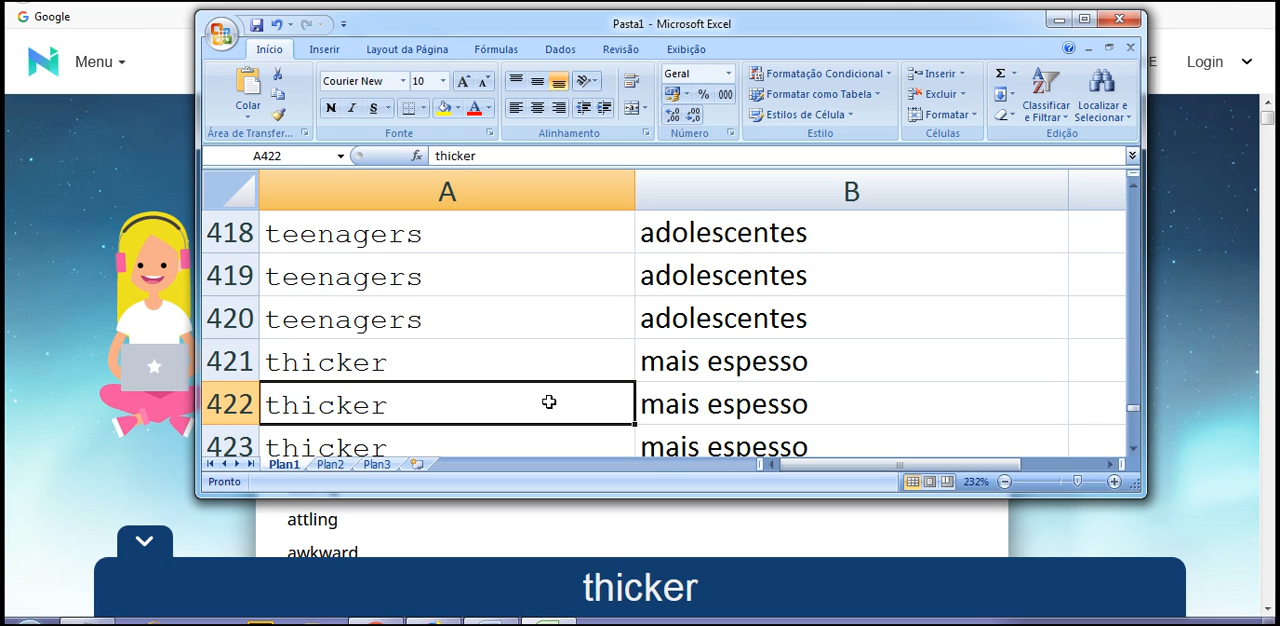 Google
Menu
E
Login
Pasta1 - Microsoft Excel
Início Inserir Layout da Página Fórmulas Dados Revisão Exibição
Colar
Área de Transfer...
Courier New 10
N I S
Fonte
Alinhamento
Geral
% 000
Número
Formatação Condicional
Formatar como Tabela
Estilos de Célula
Estilo
Inserir
Excluir
Formatar
Células
Classificar e Filtrar
Localizar e Selecionar
Edição
A422 fx thicker
A B
418 teenagers adolescentes
419 teenagers adolescentes
420 teenagers adolescentes
421 thicker mais espesso
422 thicker mais espesso
423 thicker mais espesso
Plan1 Plan2 Plan3
Pronto 232%
attling
awkward
thicker